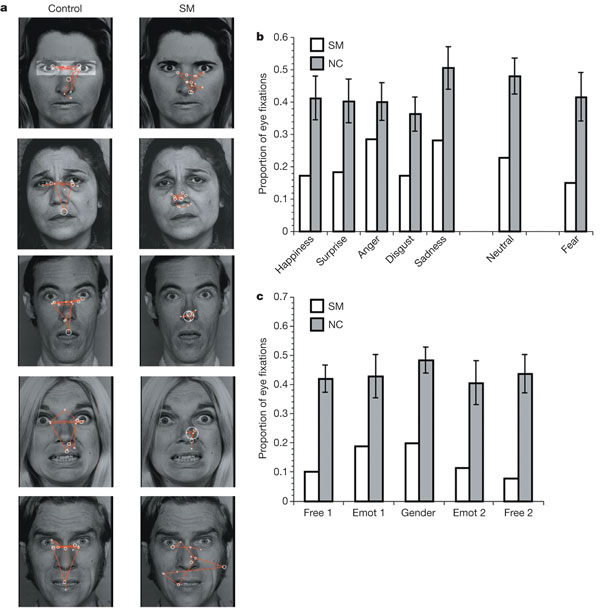 a
Control SM
b
SM
NC
Proportion of eye fixations
0.6
0.5
0.4
0.3
0.2
0.1
0
Happiness Surprise Anger Disgust Sadness Neutral Fear
c
SM
NC
Proportion of eye fixations
0.7
0.6
0.5
0.4
0.3
0.2
0.1
0
Free 1 Emot 1 Gender Emot 2 Free 2